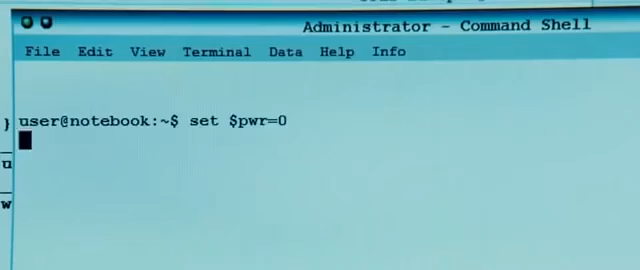 Administrator - Command Shell
File Edit View Terminal Data Help Info
} user@notebook:~$ set $pwr=0
u
w